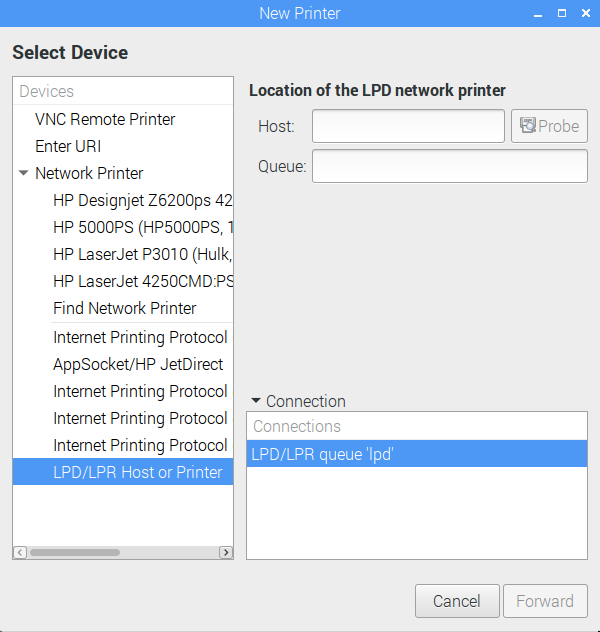 New Printer
Select Device
Devices
VNC Remote Printer
Enter URI
Network Printer
HP Designjet Z6200ps 42
HP 5000PS (HP5000PS, 1
HP LaserJet P3010 (Hulk,
HP LaserJet 4250CMD:PS
Find Network Printer
Internet Printing Protocol
AppSocket/HP JetDirect
Internet Printing Protocol
Internet Printing Protocol
Internet Printing Protocol
LPD/LPR Host or Printer
Location of the LPD network printer
Host:
Probe
Queue:
Connection
Connections
LPD/LPR queue 'lpd'
Cancel
Forward